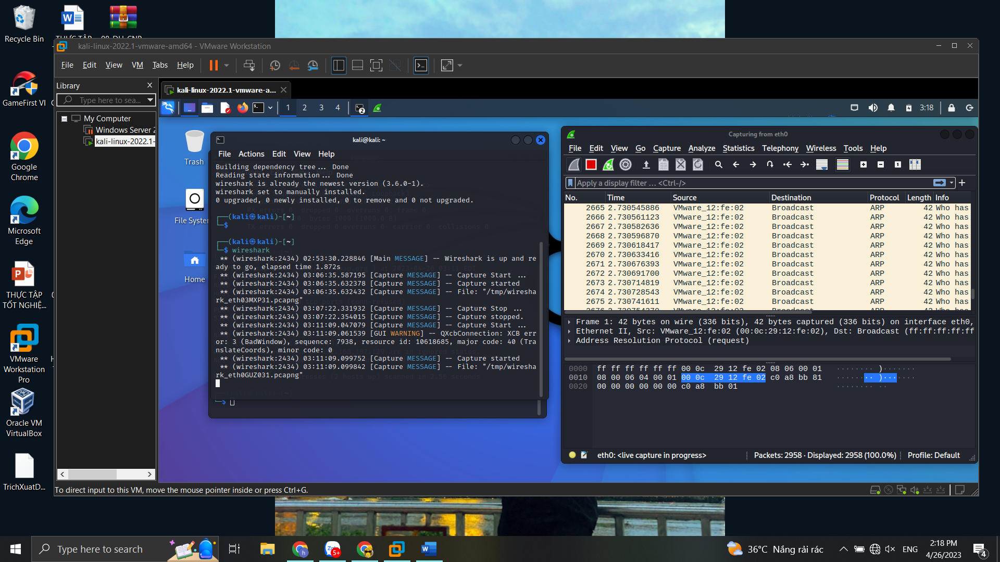 Recycle Bin
GameFirst VI
Google
Chrome
Microsoft
Edge
THỰC TẬP
TỐT NGHIỆ...
VMware
Workstation
Pro
Oracle VM
VirtualBox
TrichXuatD...
kali-linux-2022.1-vmware-amd64 - VMware Workstation
File Edit View VM Tabs Help
Library
Type here to sea...
My Computer
Windows Server 2
kali-linux-2022.1-
kali-linux-2022.1-vmware-a...
1 2 3 4
2
3:18
Trash
File System
Home
kali@kali: ~
File Actions Edit View Help
Building dependency tree... Done
Reading state information... Done
wireshark is already the newest version (3.6.0-1).
wireshark set to manually installed.
0 upgraded, 0 newly installed, 0 to remove and 0 not upgraded.
┌──(kali㉿kali)-[~]
└─$
┌──(kali㉿kali)-[~]
└─$ wireshark
** (wireshark:2434) 02:53:30.228846 [Main MESSAGE] -- Wireshark is up and re
ady to go, elapsed time 1.872s
** (wireshark:2434) 03:06:35.587195 [Capture MESSAGE] -- Capture Start ...
** (wireshark:2434) 03:06:35.632378 [Capture MESSAGE] -- Capture started
** (wireshark:2434) 03:06:35.632432 [Capture MESSAGE] -- File: "/tmp/wiresha
rk_eth03MXP31.pcapng"
** (wireshark:2434) 03:07:22.331932 [Capture MESSAGE] -- Capture Stop ...
** (wireshark:2434) 03:07:22.354015 [Capture MESSAGE] -- Capture stopped.
** (wireshark:2434) 03:11:09.047079 [Capture MESSAGE] -- Capture Start ...
** (wireshark:2434) 03:11:09.061539 [GUI WARNING] -- QXcbConnection: XCB err
or: 3 (BadWindow), sequence: 7938, resource id: 10618685, major code: 40 (Tra
nslateCoords), minor code: 0
** (wireshark:2434) 03:11:09.099752 [Capture MESSAGE] -- Capture started
** (wireshark:2434) 03:11:09.099842 [Capture MESSAGE] -- File: "/tmp/wiresha
rk_eth0GUZ031.pcapng"
└─$
Capturing from eth0
File Edit View Go Capture Analyze Statistics Telephony Wireless Tools Help
Apply a display filter ... <Ctrl-/>
No. Time Source Destination Protocol Length Info
2665 2.730545886 VMware_12:fe:02 Broadcast ARP 42 Who has
2666 2.730561123 VMware_12:fe:02 Broadcast ARP 42 Who has
2667 2.730582636 VMware_12:fe:02 Broadcast ARP 42 Who has
2668 2.730596870 VMware_12:fe:02 Broadcast ARP 42 Who has
2669 2.730618417 VMware_12:fe:02 Broadcast ARP 42 Who has
2670 2.730633416 VMware_12:fe:02 Broadcast ARP 42 Who has
2671 2.730676393 VMware_12:fe:02 Broadcast ARP 42 Who has
2672 2.730691700 VMware_12:fe:02 Broadcast ARP 42 Who has
2673 2.730714819 VMware_12:fe:02 Broadcast ARP 42 Who has
2674 2.730728543 VMware_12:fe:02 Broadcast ARP 42 Who has
2675 2.730741611 VMware_12:fe:02 Broadcast ARP 42 Who has
Frame 1: 42 bytes on wire (336 bits), 42 bytes captured (336 bits) on interface eth0,
Ethernet II, Src: VMware_12:fe:02 (00:0c:29:12:fe:02), Dst: Broadcast (ff:ff:ff:ff:ff
Address Resolution Protocol (request)
0000 ff ff ff ff ff ff 00 0c 29 12 fe 02 08 06 00 01 ········ )·······
0010 08 00 06 04 00 01 00 0c 29 12 fe 02 c0 a8 bb 81 ········ )·······
0020 00 00 00 00 00 00 c0 a8 bb 01 ········ ··
eth0: <live capture in progress>
Packets: 2958 · Displayed: 2958 (100.0%)
Profile: Default
To direct input to this VM, move the mouse pointer inside or press Ctrl+G.
Type here to search
5+
36°C Nắng rải rác
ENG
2:18 PM
4/26/2023
4